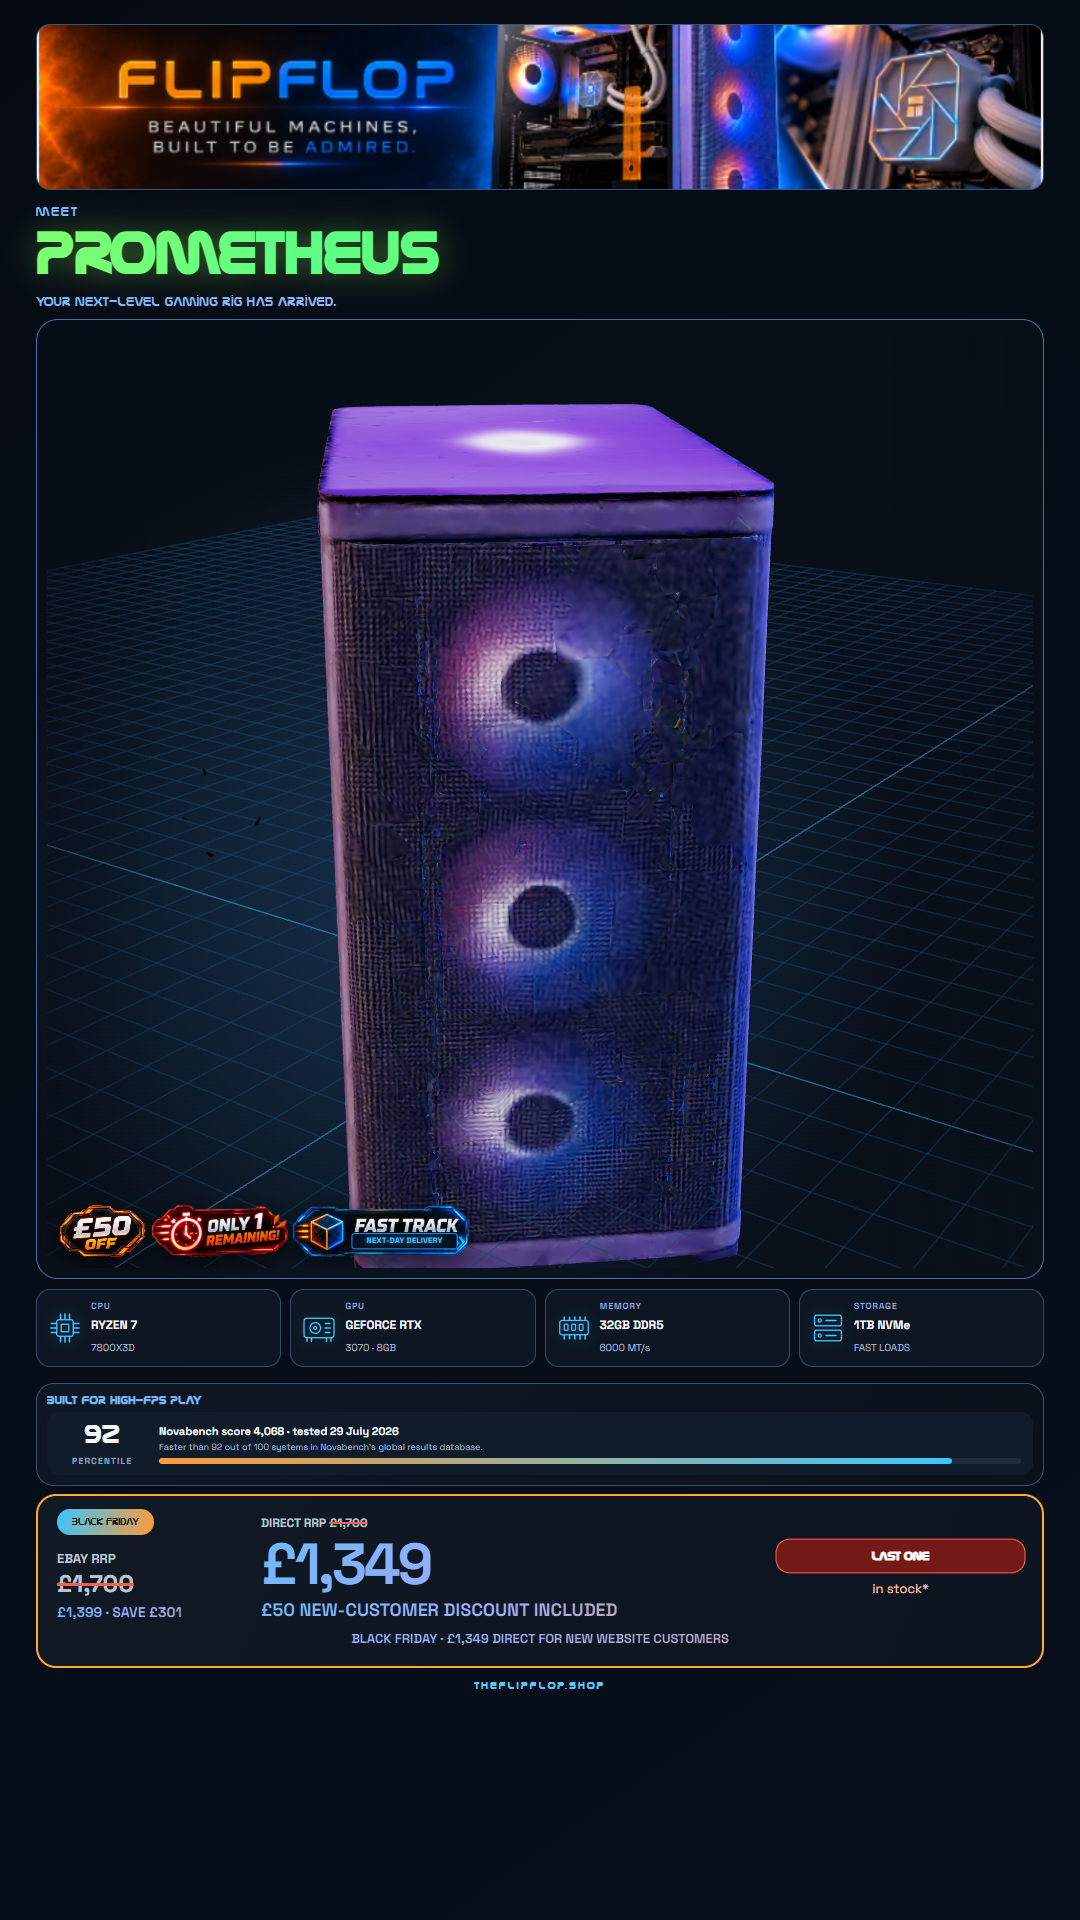 FLIPFLOP
BEAUTIFUL MACHINES,
BUILT TO BE ADMIRED.
MEET
PROMETHEUS
YOUR NEXT-LEVEL GAMING RIG HAS ARRIVED.
£50
OFF
ONLY 1
REMAINING!
FAST TRACK
NEXT-DAY DELIVERY
CPU
RYZEN 7
7800X3D
GPU
GEFORCE RTX
3070 · 8GB
MEMORY
32GB DDR5
6000 MT/s
STORAGE
1TB NVMe
FAST LOADS
BUILT FOR HIGH-FPS PLAY
92
PERCENTILE
Novabench score 4,068 · tested 29 July 2026
Faster than 92 out of 100 systems in Novabench's global results database.
BLACK FRIDAY
EBAY RRP
£1,700
£1,399 · SAVE £301
DIRECT RRP £1,700
£1,349
£50 NEW-CUSTOMER DISCOUNT INCLUDED
LAST ONE
in stock*
BLACK FRIDAY · £1,349 DIRECT FOR NEW WEBSITE CUSTOMERS
THEFLIPFLOP.SHOP